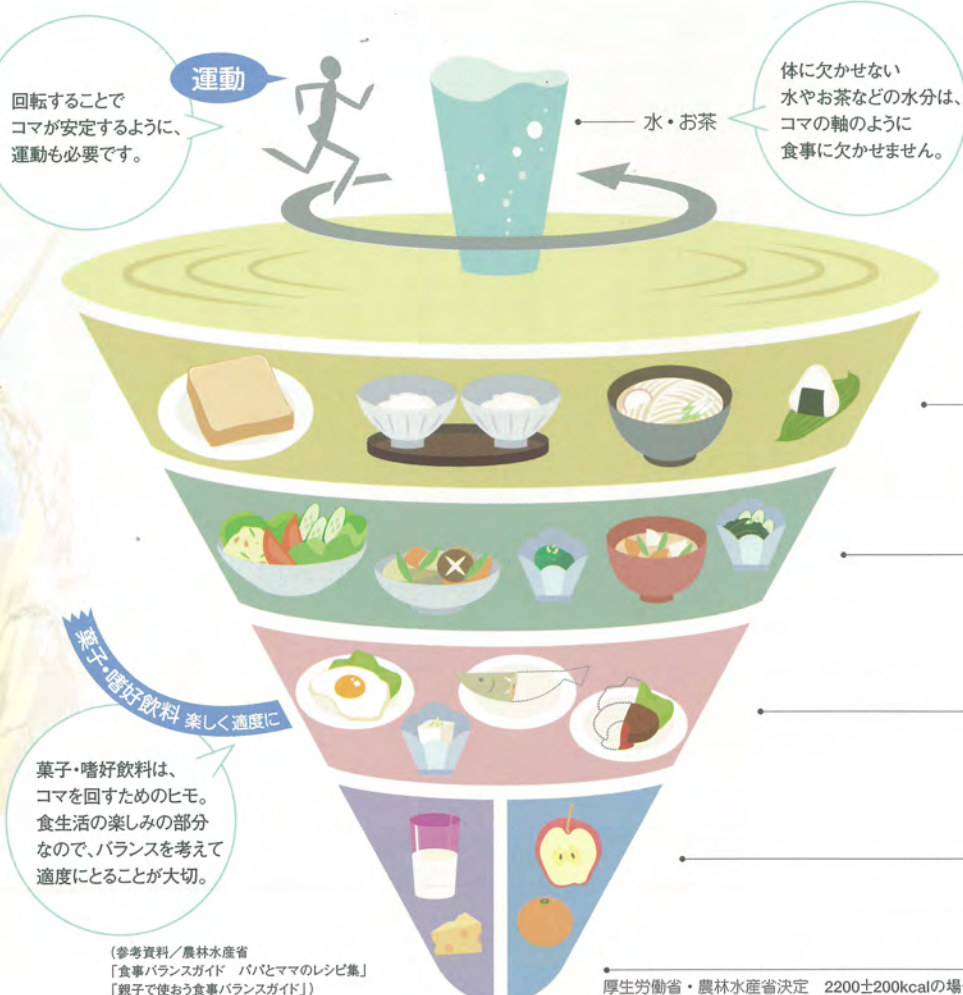 運動
回転することで
コマが安定するように、
運動も必要です。
水・お茶
体に欠かせない
水やお茶などの水分は、
コマの軸のように
食事に欠かせません。
菓子・嗜好飲料 楽しく適度に
菓子・嗜好飲料は、
コマを回すためのヒモ。
食生活の楽しみの部分
なので、バランスを考えて
適度にとることが大切。
(参考資料/農林水産省
「食事バランスガイド パパとママのレシピ集」
「親子で使おう食事バランスガイド」)
厚生労働省・農林水産省決定 2200±200kcalの場